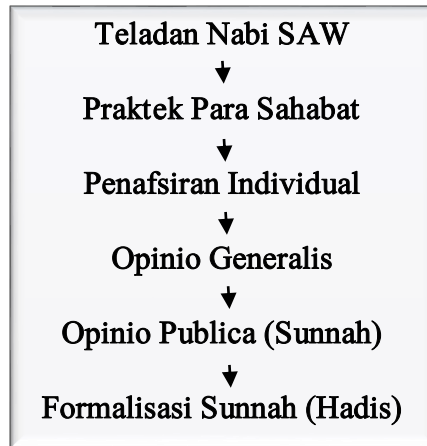 Teladan Nabi SAW
Praktek Para Sahabat
Penafsiran Individual
Opinio Generalis
Opinio Publica (Sunnah)
Formalisasi Sunnah (Hadis)